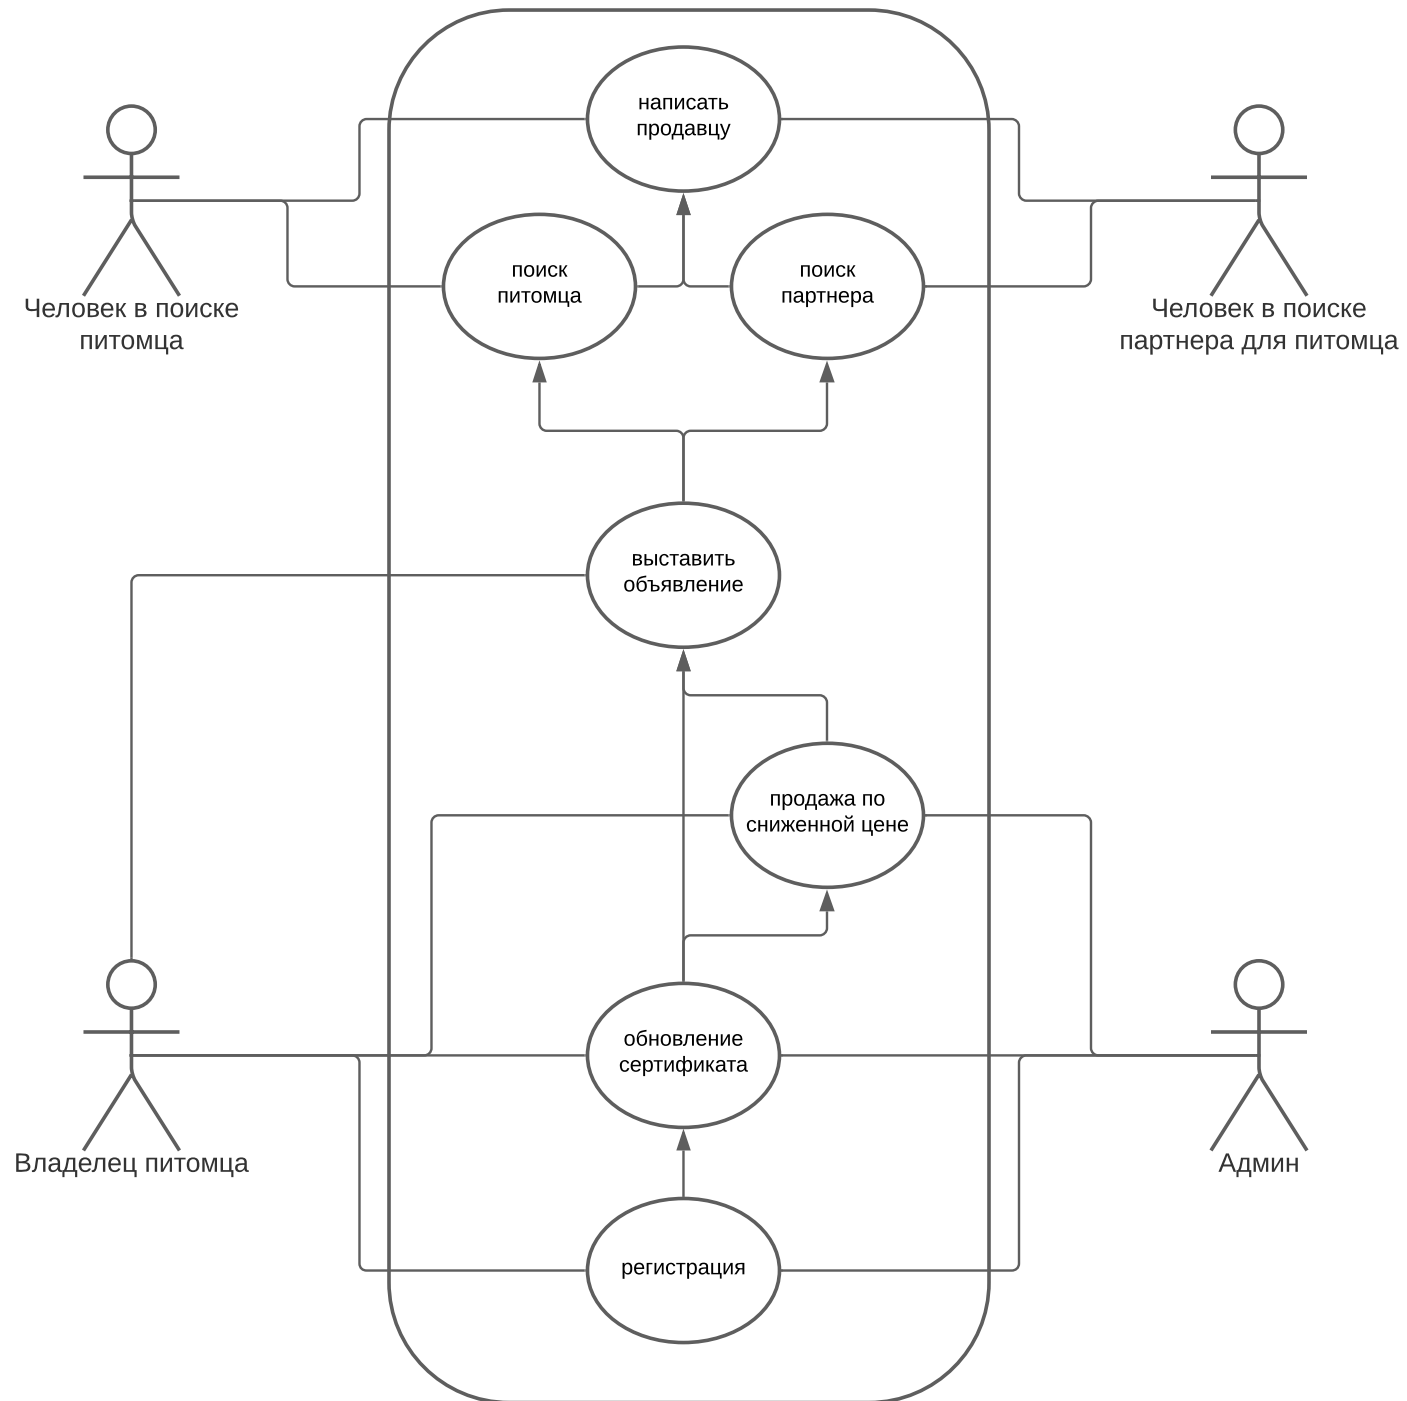 написать
продавцу
поиск
питомца
поиск
партнера
Человек в поиске
питомца
Человек в поиске
партнера для питомца
выставить
объявление
продажа по
сниженной цене
обновление
сертификата
Владелец питомца
Админ
регистрация